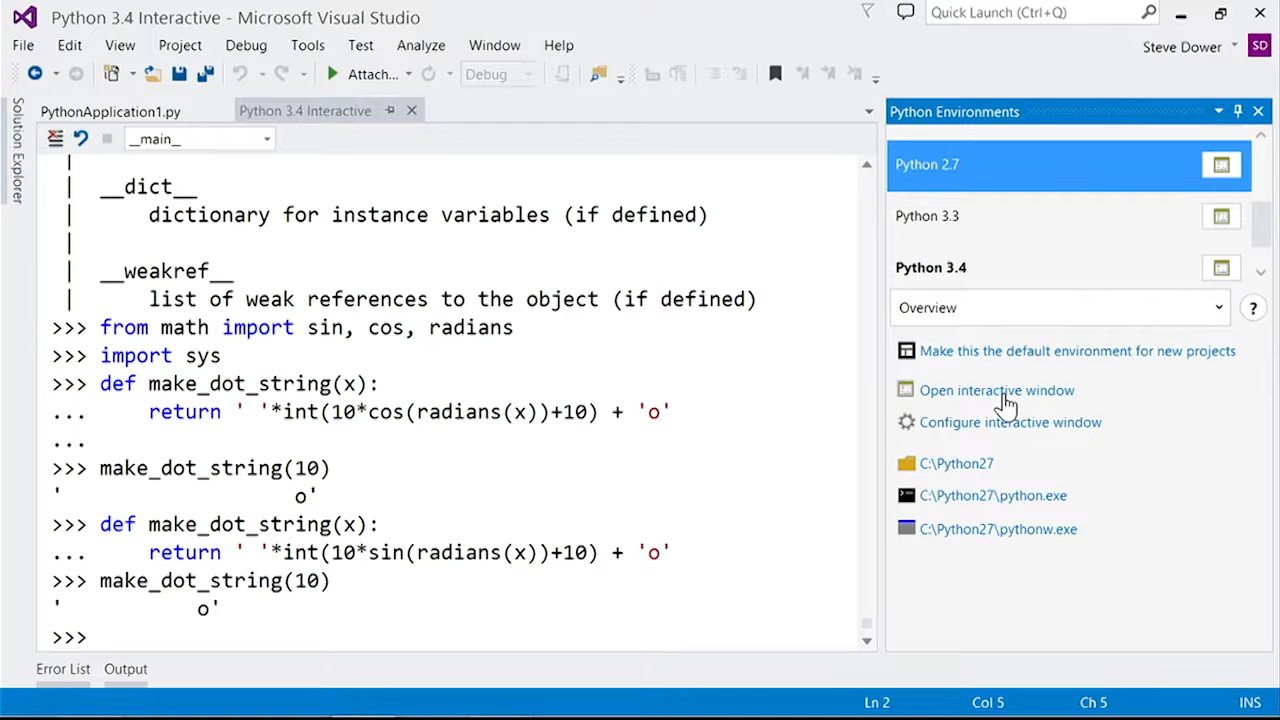 Python 3.4 Interactive - Microsoft Visual Studio
Quick Launch (Ctrl+Q)
File Edit View Project Debug Tools Test Analyze Window Help
Steve Dower SD
Attach... Debug
Solution Explorer
PythonApplication1.py Python 3.4 Interactive
__main__
| __dict__
| dictionary for instance variables (if defined)
|
| __weakref__
| list of weak references to the object (if defined)
>>> from math import sin, cos, radians
>>> import sys
>>> def make_dot_string(x):
...     return ' '*int(10*cos(radians(x))+10) + 'o'
...
>>> make_dot_string(10)
'                   o'
>>> def make_dot_string(x):
...     return ' '*int(10*sin(radians(x))+10) + 'o'
>>> make_dot_string(10)
'           o'
>>>
Python Environments
Python 2.7
Python 3.3
Python 3.4
Overview
?
Make this the default environment for new projects
Open interactive window
Configure interactive window
C:\Python27
C:\Python27\python.exe
C:\Python27\pythonw.exe
Error List Output
Ln 2 Col 5 Ch 5 INS